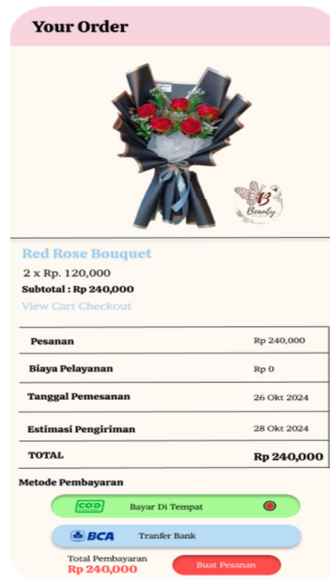 Your Order
B
Beauty
Red Rose Bouquet
2 x Rp. 120,000
Subtotal : Rp 240,000
View Cart Checkout
Pesanan Rp 240,000
Biaya Pelayanan Rp 0
Tanggal Pemesanan 26 Okt 2024
Estimasi Pengiriman 28 Okt 2024
TOTAL Rp 240,000
Metode Pembayaran
COD Bayar Di Tempat
BCA Tranfer Bank
Total Pembayaran
Rp 240,000
Buat Pesanan